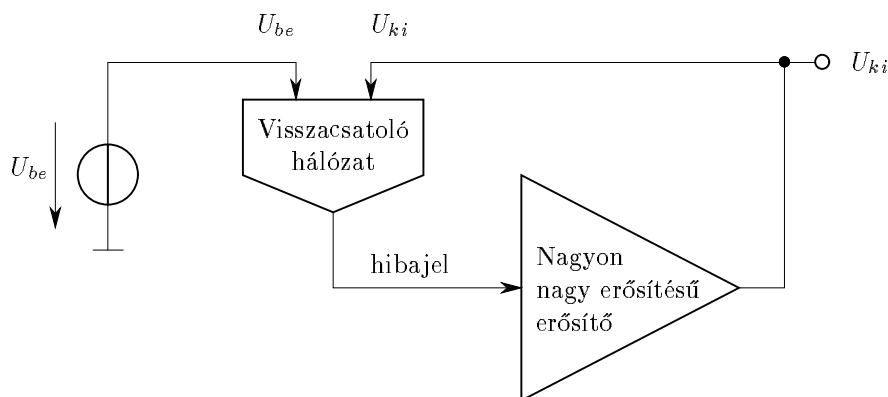 U_be
U_ki
U_ki
Visszacsatoló
hálózat
U_be
hibajel
Nagyon
nagy erősítésű
erősítő